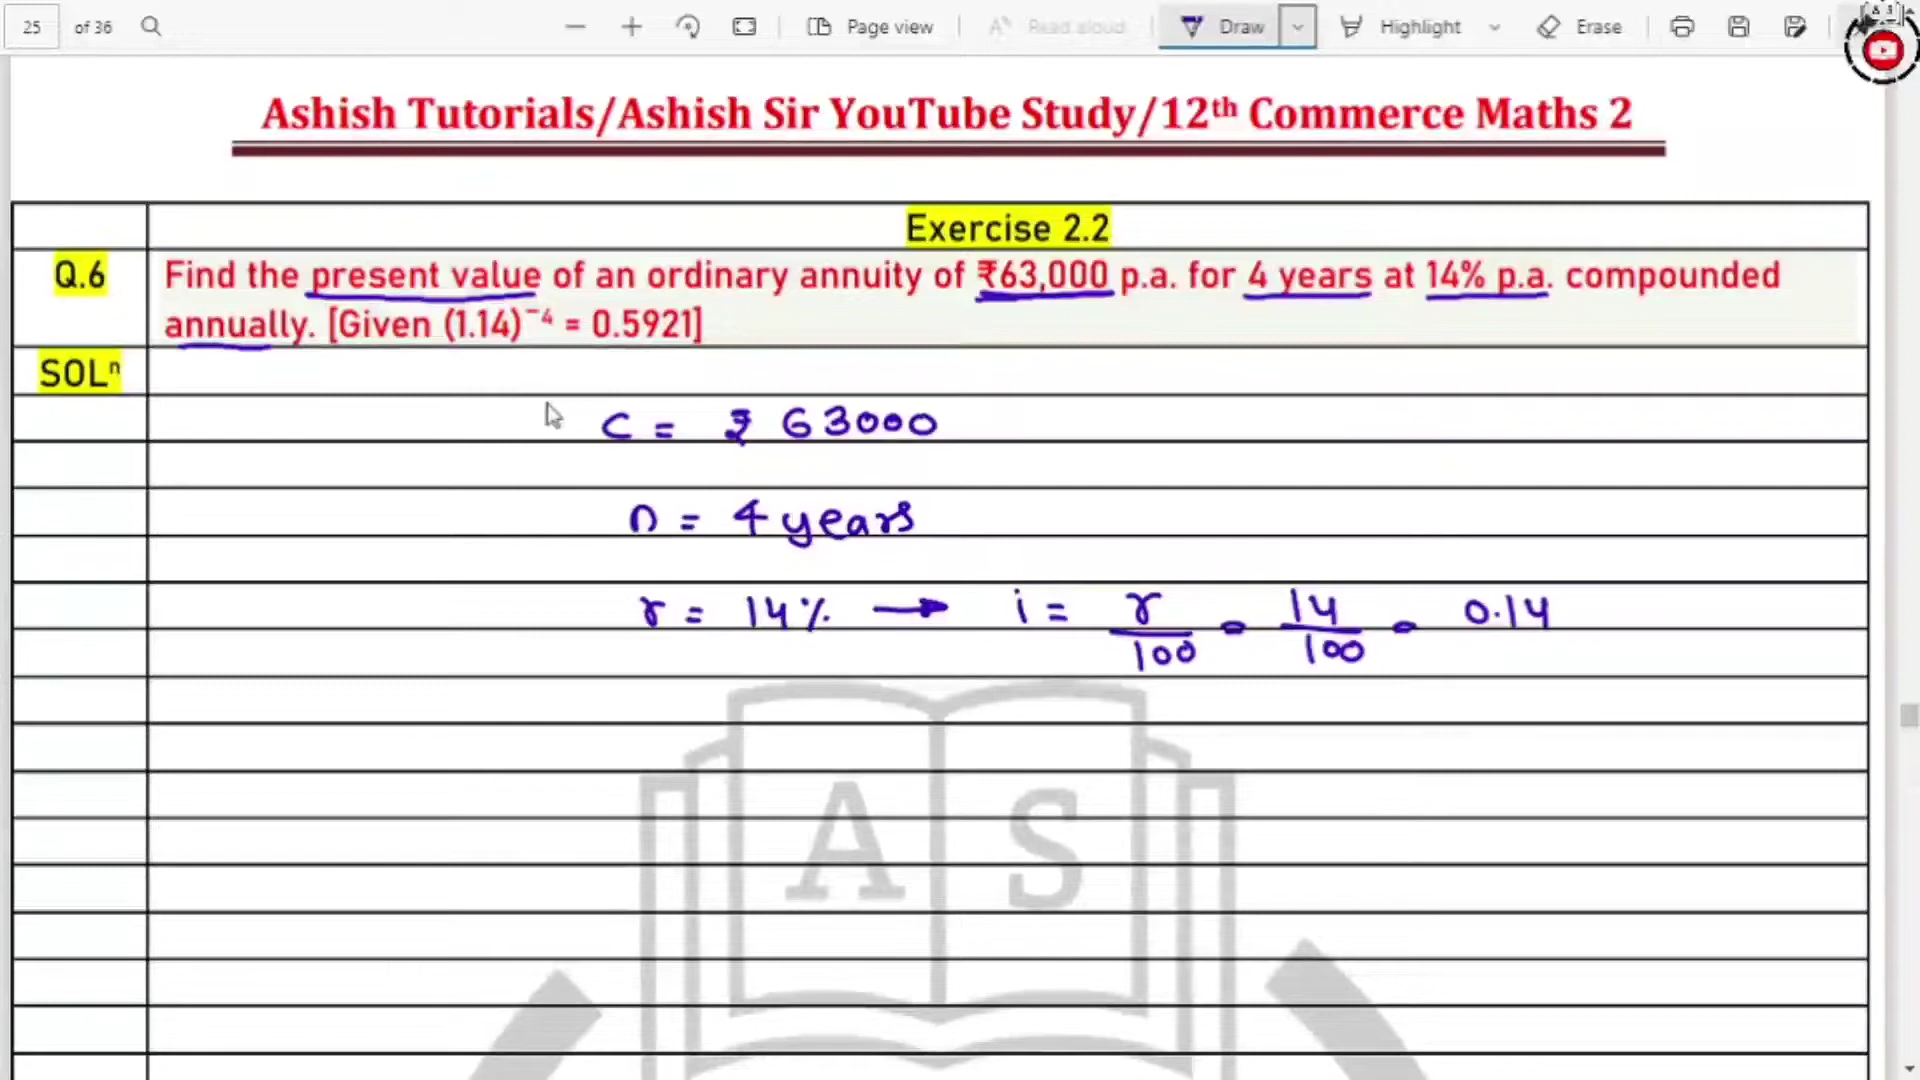 25 of 36 Page view Read aloud Draw Highlight Erase
Ashish Tutorials/Ashish Sir YouTube Study/12th Commerce Maths 2
Exercise 2.2
Q.6 Find the present value of an ordinary annuity of ₹63,000 p.a. for 4 years at 14% p.a. compounded
annually. [Given (1.14)⁻⁴ = 0.5921]
SOLⁿ
C = ₹ 63000
n = 4 years
r = 14% → i = r/100 = 14/100 = 0.14
A S